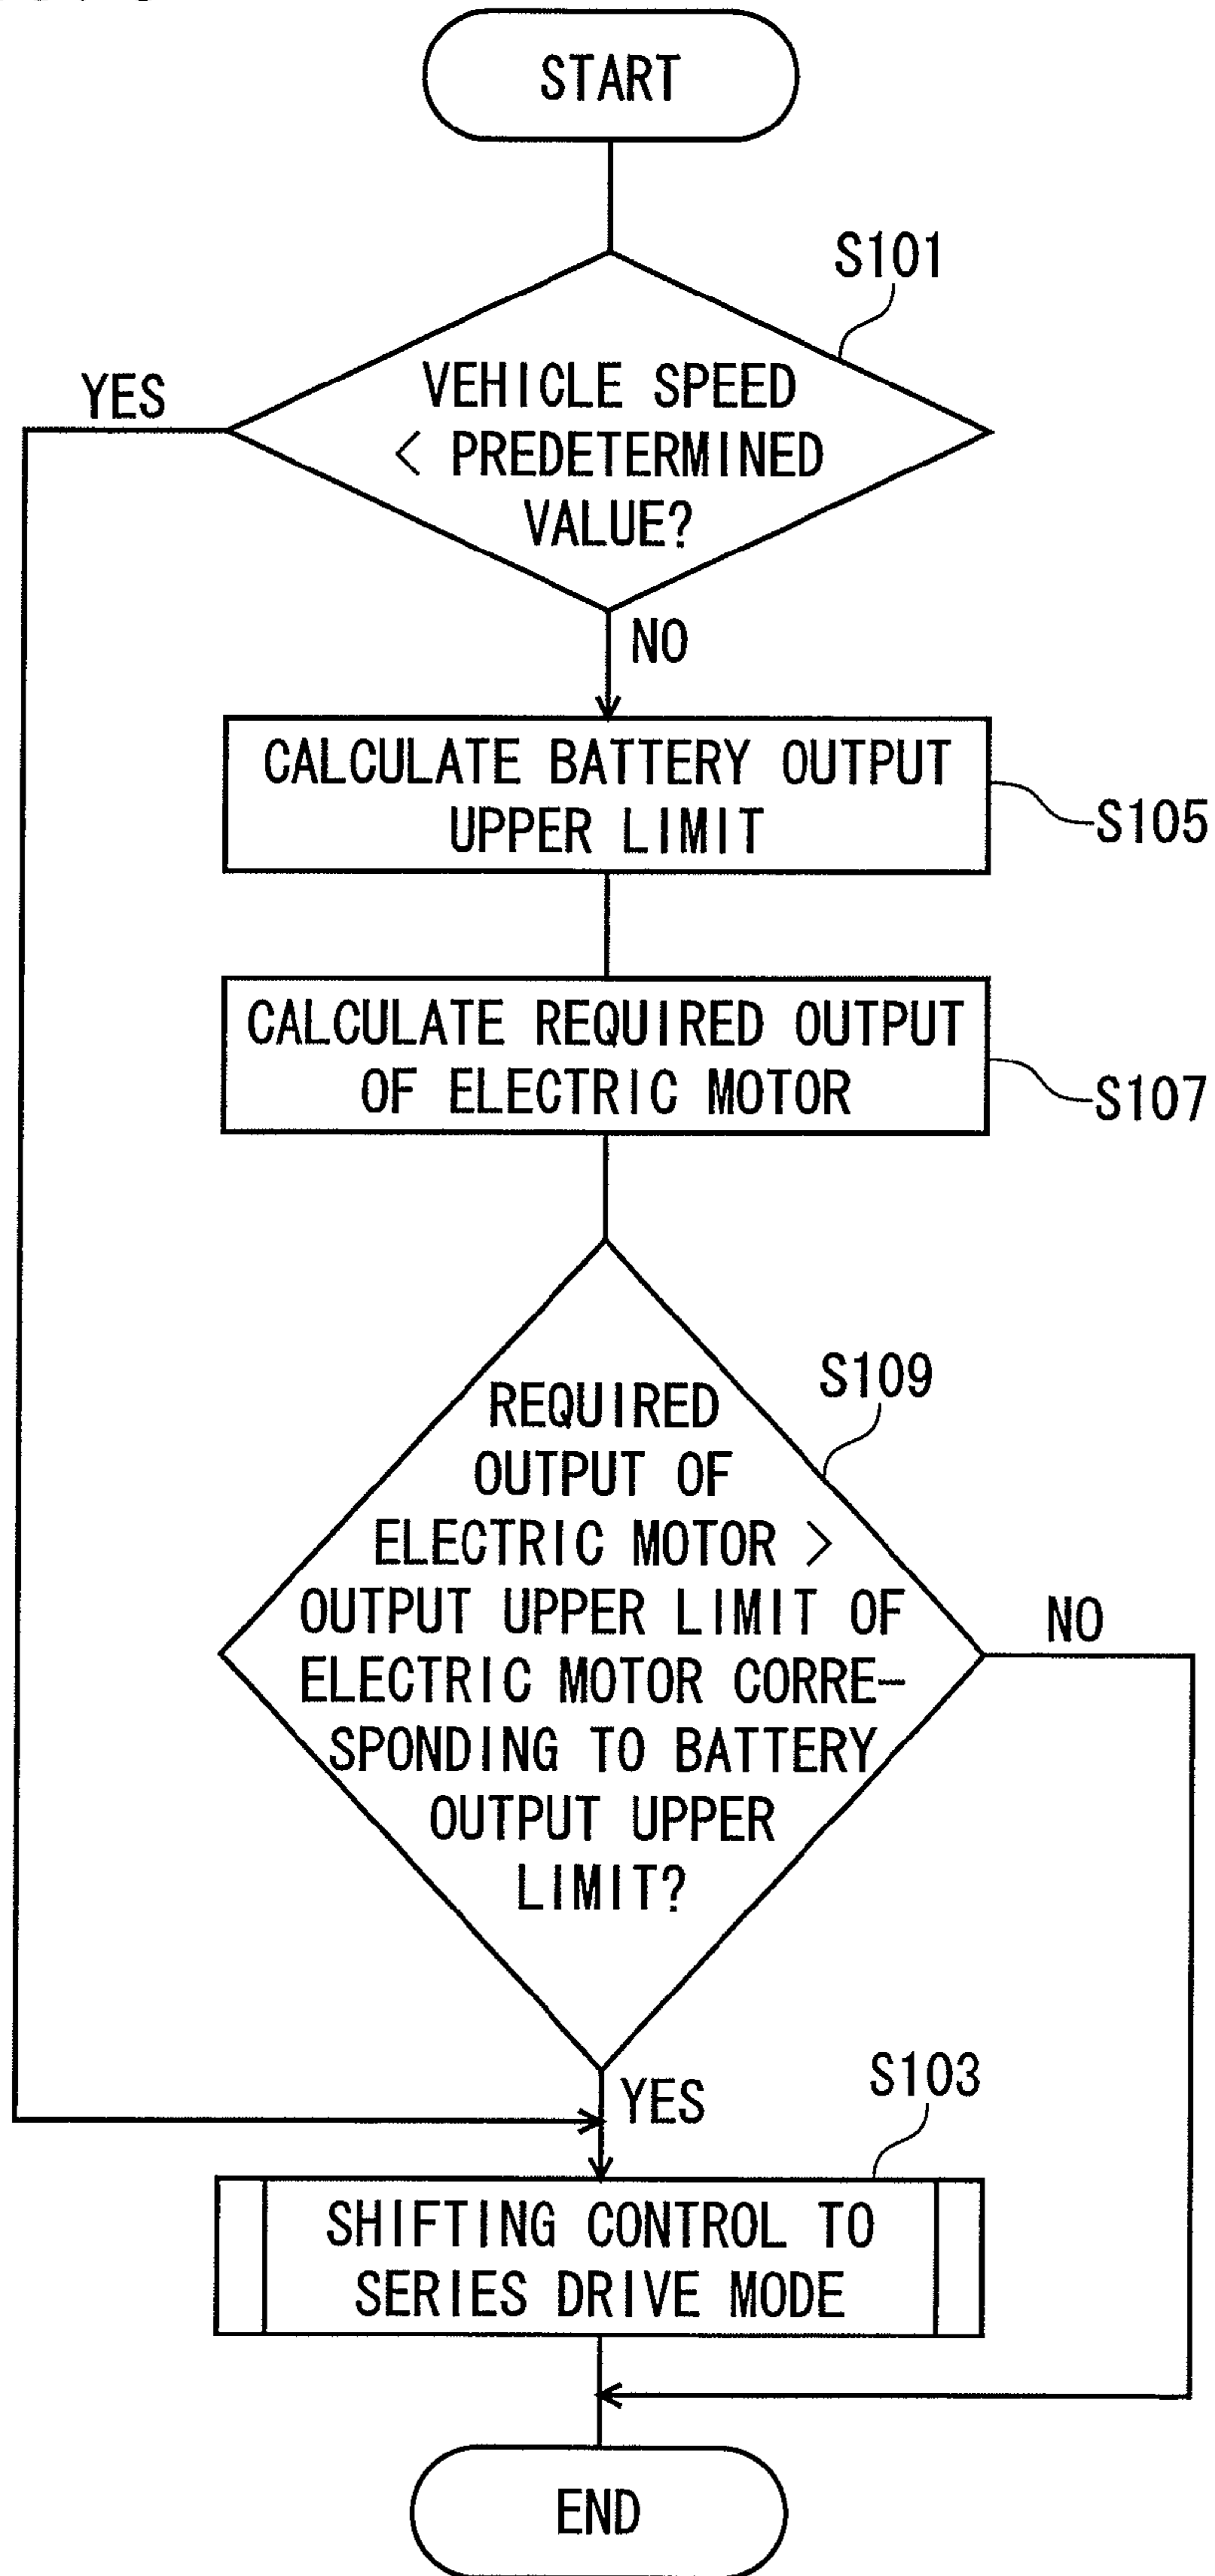 START
S101
YES
VEHICLE SPEED
< PREDETERMINED
VALUE?
NO
CALCULATE BATTERY OUTPUT
UPPER LIMIT
S105
CALCULATE REQUIRED OUTPUT
OF ELECTRIC MOTOR
S107
S109
REQUIRED
OUTPUT OF
ELECTRIC MOTOR >
OUTPUT UPPER LIMIT OF
ELECTRIC MOTOR CORRE-
SPONDING TO BATTERY
OUTPUT UPPER
LIMIT?
NO
YES
S103
SHIFTING CONTROL TO
SERIES DRIVE MODE
END